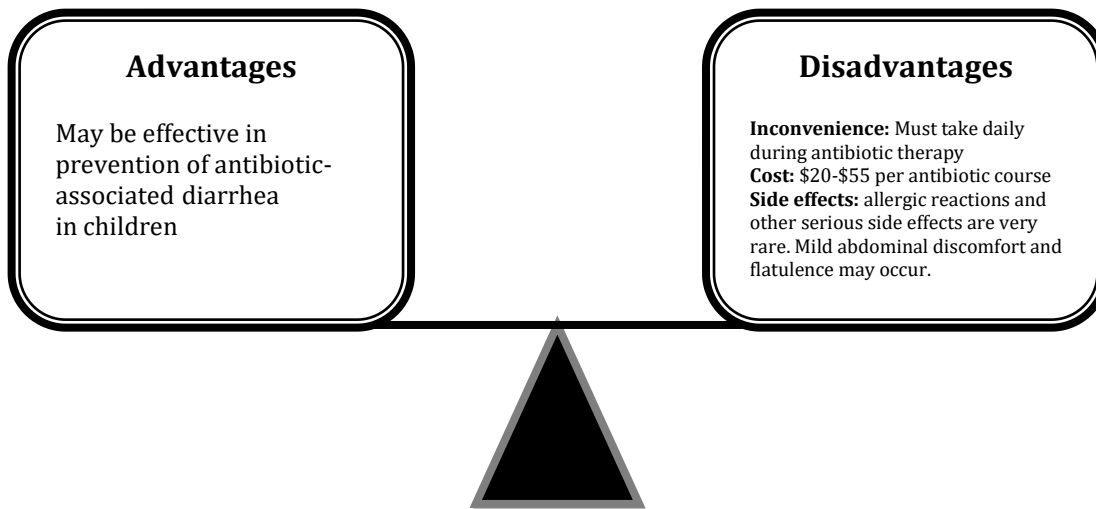 Advantages
May be effective in
prevention of antibiotic-
associated diarrhea
in children
Disadvantages
Inconvenience: Must take daily
during antibiotic therapy
Cost: $20-$55 per antibiotic course
Side effects: allergic reactions and
other serious side effects are very
rare. Mild abdominal discomfort and
flatulence may occur.